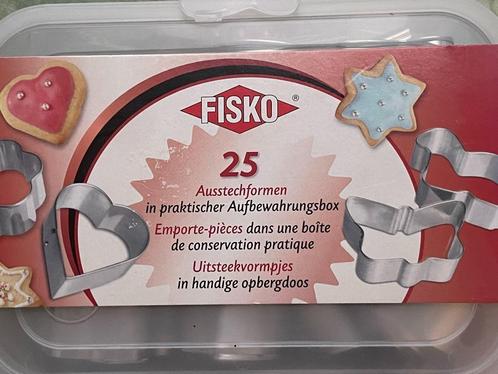 FISKO ®
25
Ausstechformen
in praktischer Aufbewahrungsbox
Emporte-pièces dans une boîte
de conservation pratique
Uitsteekvormpjes
in handige opbergdoos